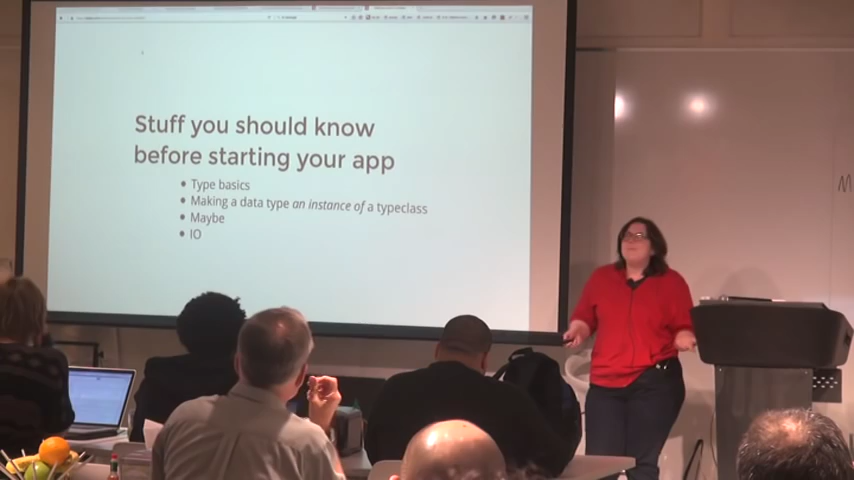 Stuff you should know
before starting your app
Type basics
Making a data type an instance of a typeclass
Maybe
IO
M